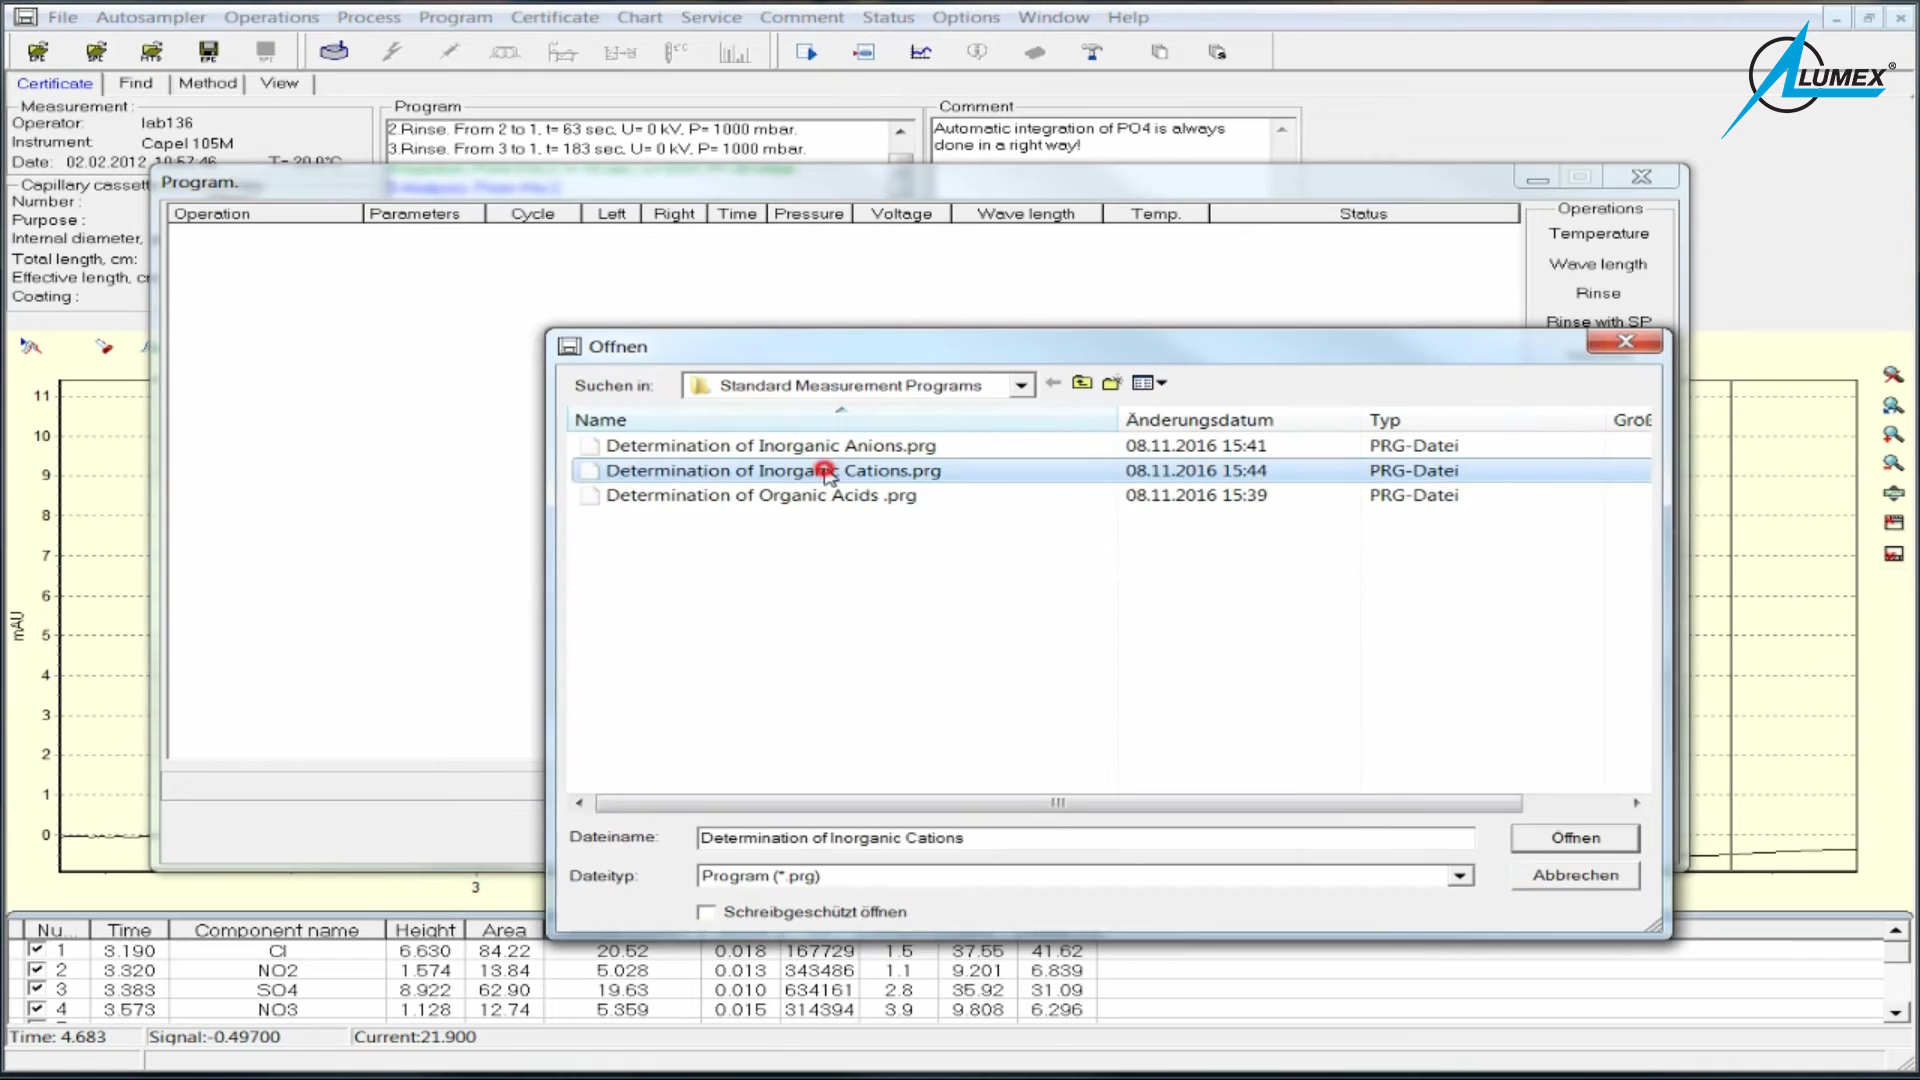 File Autosampler Operations Process Program Certificate Chart Service Comment Status Options Window Help
LUMEX®
Certificate Find Method View
Measurement:
Operator: lab136
Instrument: Capel 105M
Date: 02.02.2012 10:57:46 T= 20.0°C
Program
2.Rinse. From 2 to 1, t= 63 sec, U= 0 kV, P= 1000 mbar.
3.Rinse. From 3 to 1, t= 183 sec, U= 0 kV, P= 1000 mbar.
Comment
Automatic integration of PO4 is always
done in a right way!
Capillary cassett
Number:
Purpose:
Internal diameter,
Total length, cm:
Effective length, c
Coating:
Program.
Operation Parameters Cycle Left Right Time Pressure Voltage Wave length Temp. Status
Operations
Temperature
Wave length
Rinse
Rinse with SP
Öffnen
Suchen in: Standard Measurement Programs
Name Änderungsdatum Typ Größ
Determination of Inorganic Anions.prg 08.11.2016 15:41 PRG-Datei
Determination of Inorganic Cations.prg 08.11.2016 15:44 PRG-Datei
Determination of Organic Acids .prg 08.11.2016 15:39 PRG-Datei
Dateiname: Determination of Inorganic Cations Öffnen
Dateityp: Program (*.prg) Abbrechen
Schreibgeschützt öffnen
11
10
9
8
7
6
5
4
3
2
1
0
mAU
3
Nu... Time Component name Height Area
1 3.190 Cl 6.630 84.22 20.52 0.018 167729 1.5 37.55 41.62
2 3.320 NO2 1.574 13.84 5.028 0.013 343486 1.1 9.201 6.839
3 3.383 SO4 8.922 62.90 19.63 0.010 634161 2.8 35.92 31.09
4 3.573 NO3 1.128 12.74 5.359 0.015 314394 3.9 9.808 6.296
Time: 4.683 Signal:-0.49700 Current:21.900